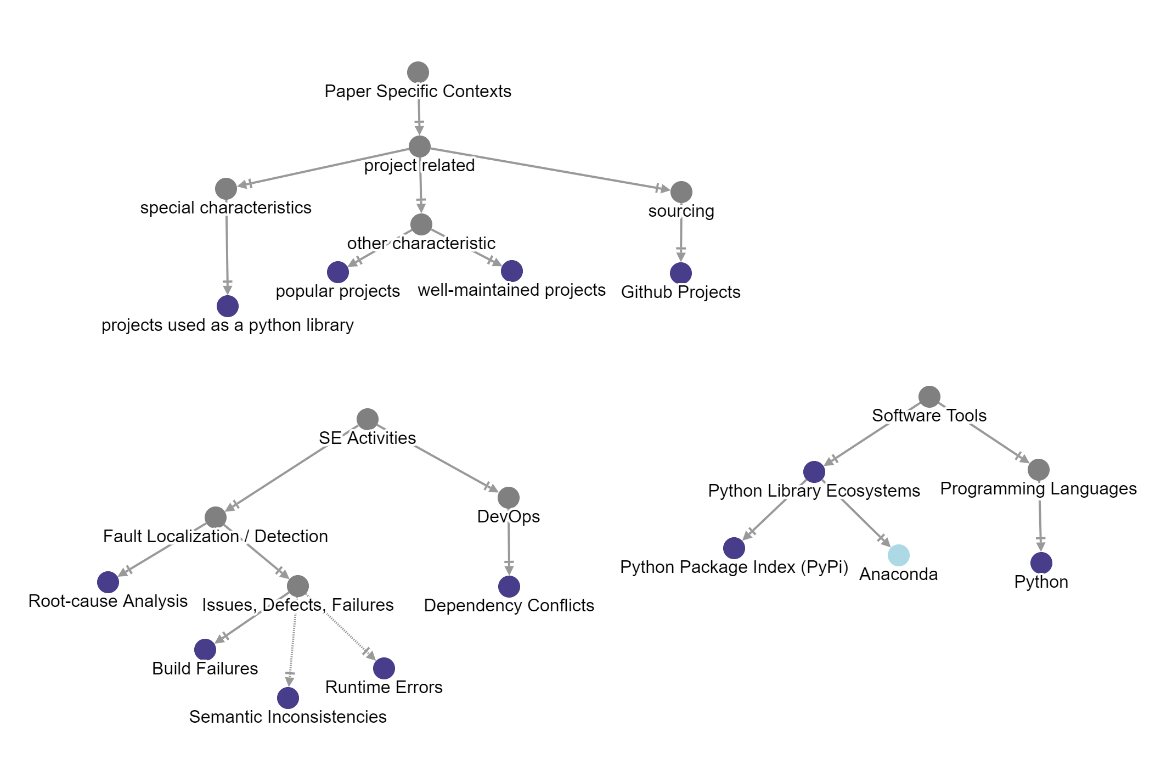 Paper Specific Contexts
project related
special characteristics
sourcing
other characteristic
popular projects
well-maintained projects
Github Projects
projects used as a python library
Software Tools
SE Activities
Python Library Ecosystems
Programming Languages
DevOps
Fault Localization / Detection
Python Package Index (PyPi)
Anaconda
Python
Root-cause Analysis
Issues, Defects, Failures
Dependency Conflicts
Build Failures
Runtime Errors
Semantic Inconsistencies